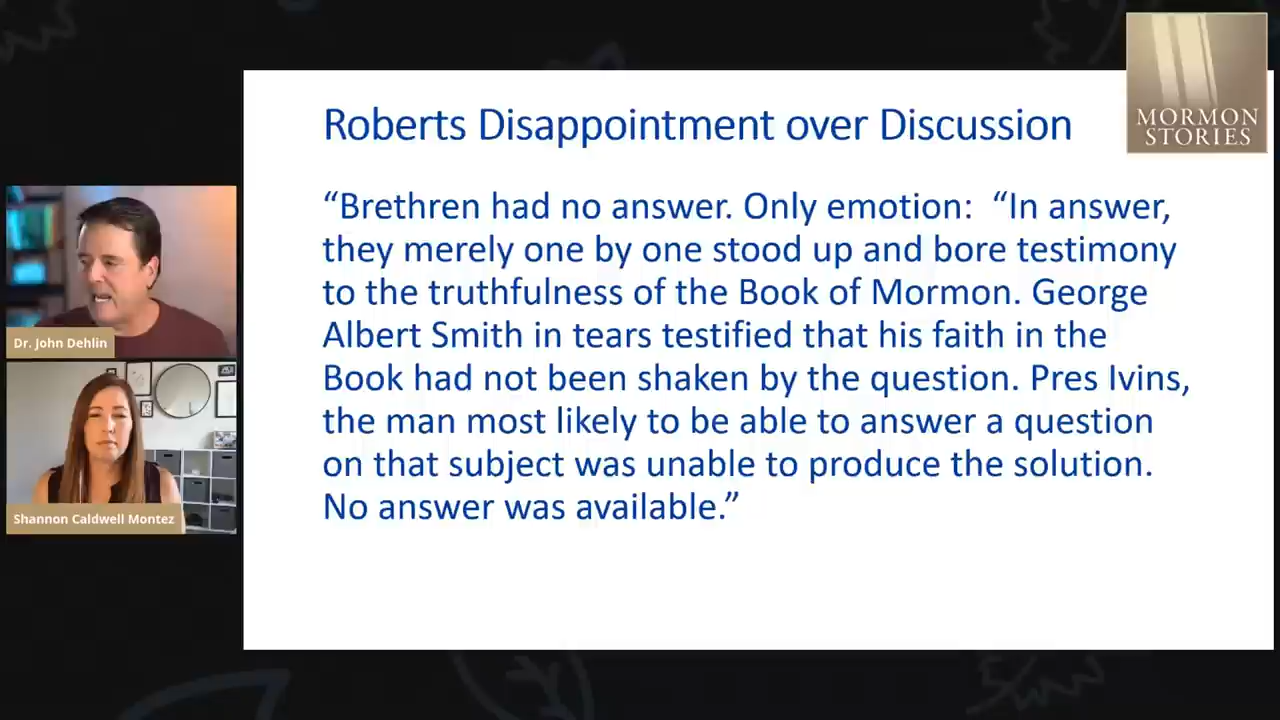 MORMON
STORIES
Roberts Disappointment over Discussion
“Brethren had no answer. Only emotion:  “In answer,
they merely one by one stood up and bore testimony
to the truthfulness of the Book of Mormon. George
Albert Smith in tears testified that his faith in the
Book had not been shaken by the question. Pres Ivins,
the man most likely to be able to answer a question
on that subject was unable to produce the solution.
No answer was available.”
Dr. John Dehlin
Shannon Caldwell Montez